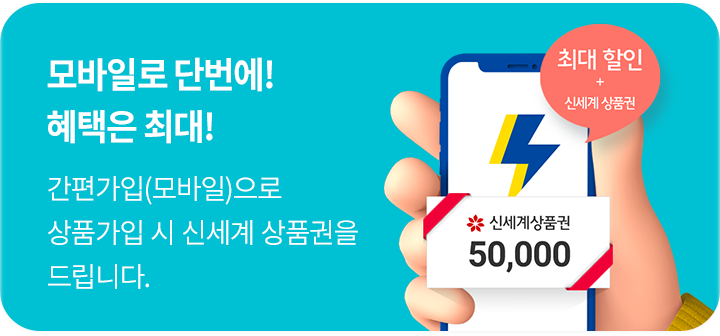 모바일로 단번에!
혜택은 최대!
간편가입(모바일)으로
상품가입 시 신세계 상품권을
드립니다.
최대 할인
+
신세계 상품권
신세계상품권
50,000